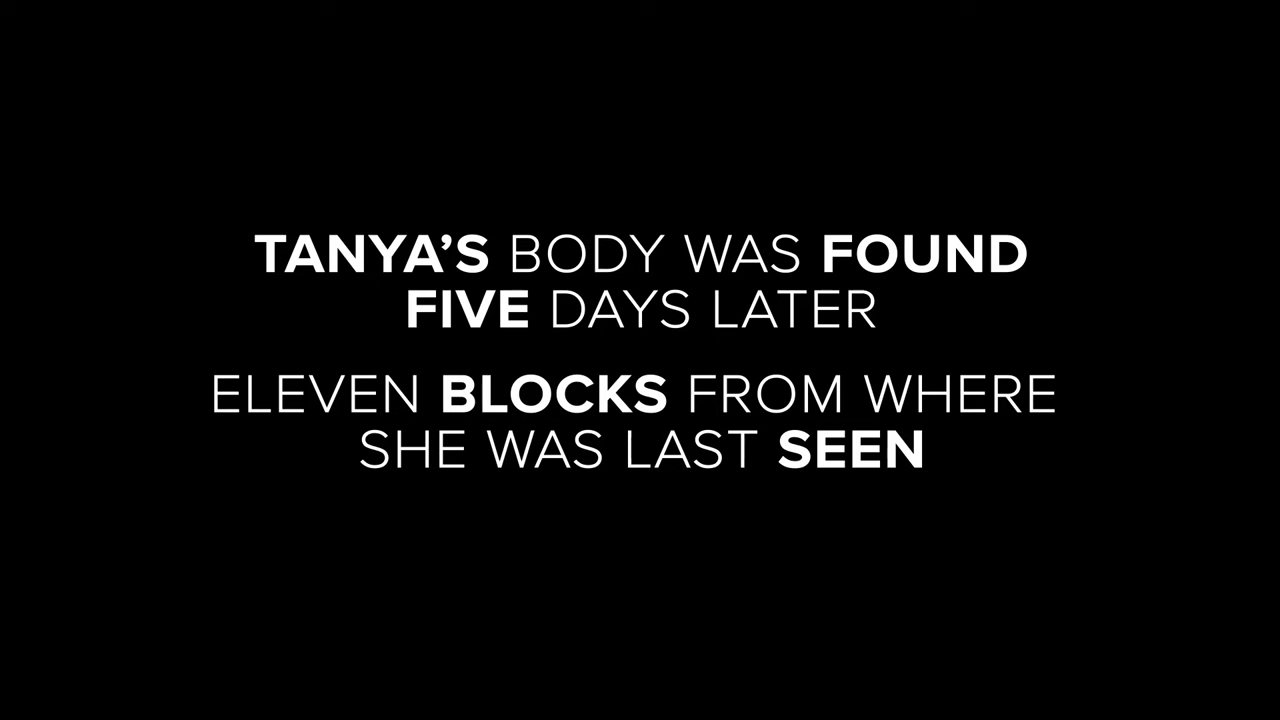 TANYA’S BODY WAS FOUND
FIVE DAYS LATER
ELEVEN BLOCKS FROM WHERE
SHE WAS LAST SEEN